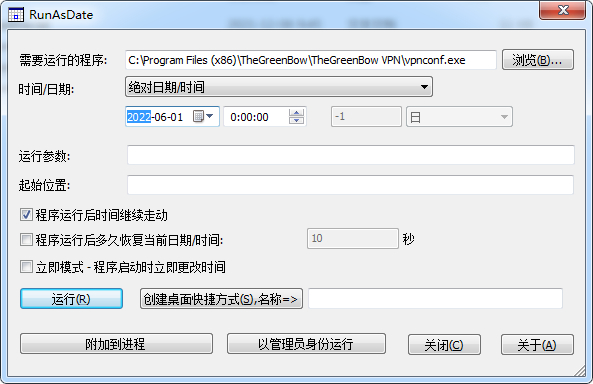 RunAsDate
需要运行的程序: C:\Program Files (x86)\TheGreenBow\TheGreenBow VPN\vpnconf.exe 浏览(B)...
时间/日期: 绝对日期/时间
2022-06-01 0:00:00 -1 日
运行参数:
起始位置:
程序运行后时间继续走动
程序运行后多久恢复当前日期/时间: 10 秒
立即模式 - 程序启动时立即更改时间
运行(R) 创建桌面快捷方式(S),名称=>
附加到进程 以管理员身份运行 关闭(C) 关于(A)